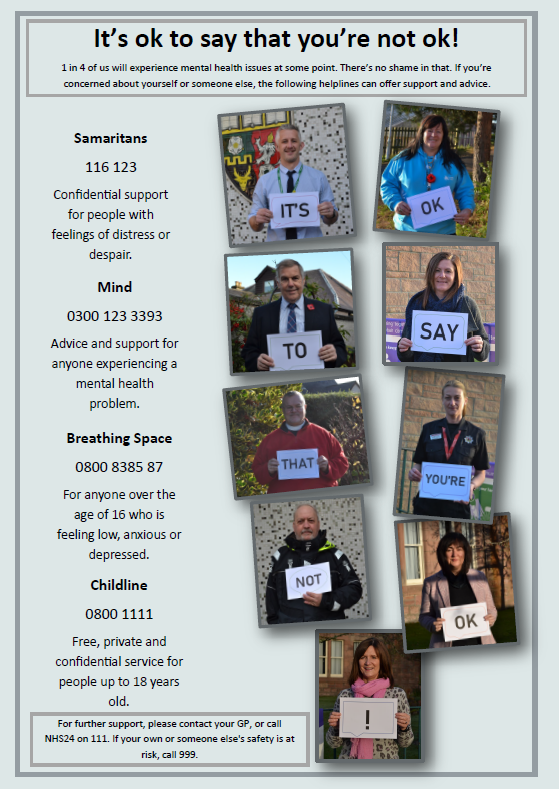 It's ok to say that you're not ok!
1 in 4 of us will experience mental health issues at some point. There's no shame in that. If you're
concerned about yourself or someone else, the following helplines can offer support and advice.
Samaritans
116 123
Confidential support
for people with
feelings of distress or
despair.
Mind
0300 123 3393
Advice and support for
anyone experiencing a
mental health
problem.
Breathing Space
0800 8385 87
For anyone over the
age of 16 who is
feeling low, anxious or
depressed.
Childline
0800 1111
Free, private and
confidential service for
people up to 18 years
old.
For further support, please contact your GP, or call
NHS24 on 111. If your own or someone else's safety is at
risk, call 999.
IT'S
OK
TO
SAY
THAT
YOU'RE
NOT
OK
!